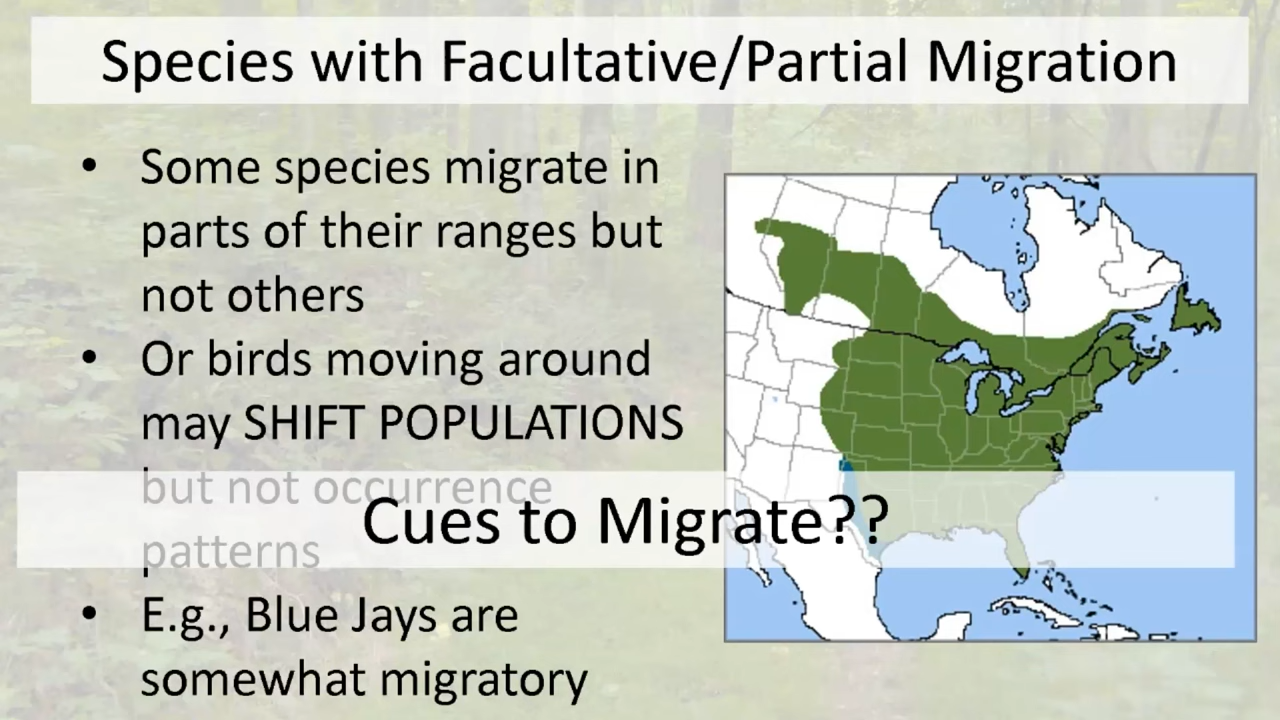 Species with Facultative/Partial Migration
• Some species migrate in
parts of their ranges but
not others
• Or birds moving around
may SHIFT POPULATIONS
but not occurrence
patterns
Cues to Migrate??
• E.g., Blue Jays are
somewhat migratory